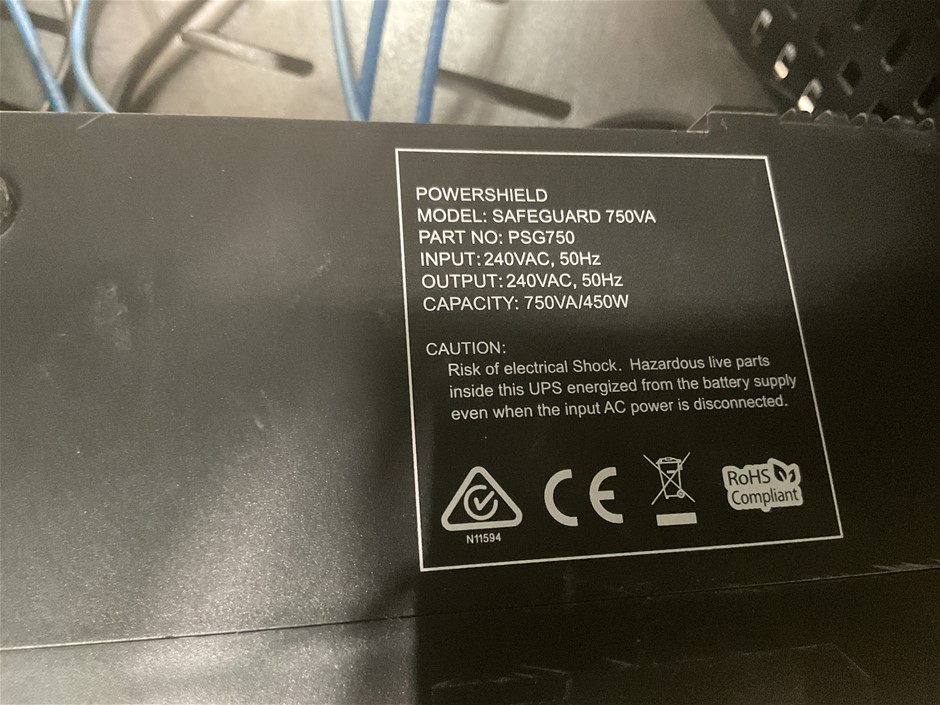 POWERSHIELD
MODEL: SAFEGUARD 750VA
PART NO: PSG750
INPUT: 240VAC, 50Hz
OUTPUT: 240VAC, 50Hz
CAPACITY: 750VA/450W
CAUTION:
Risk of electrical Shock. Hazardous live parts
inside this UPS energized from the battery supply
even when the input AC power is disconnected.
CE
RoHS
Compliant
N11594